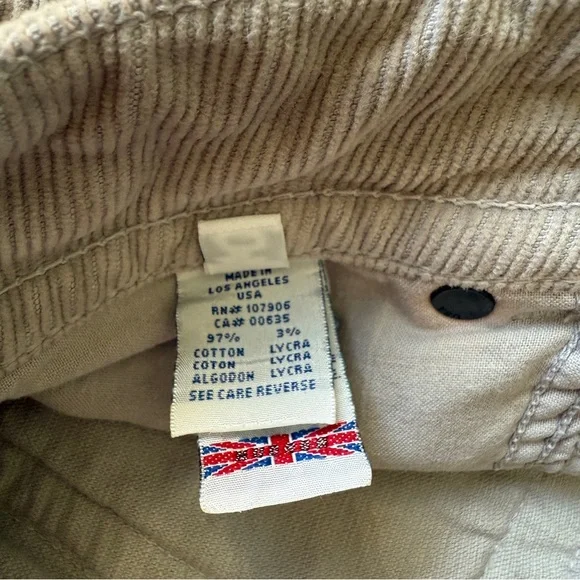 MADE IN
LOS ANGELES
USA
RN# 107906
CA# 00635
97% 3%
COTTON LYCRA
COTON LYCRA
ALGODON LYCRA
SEE CARE REVERSE